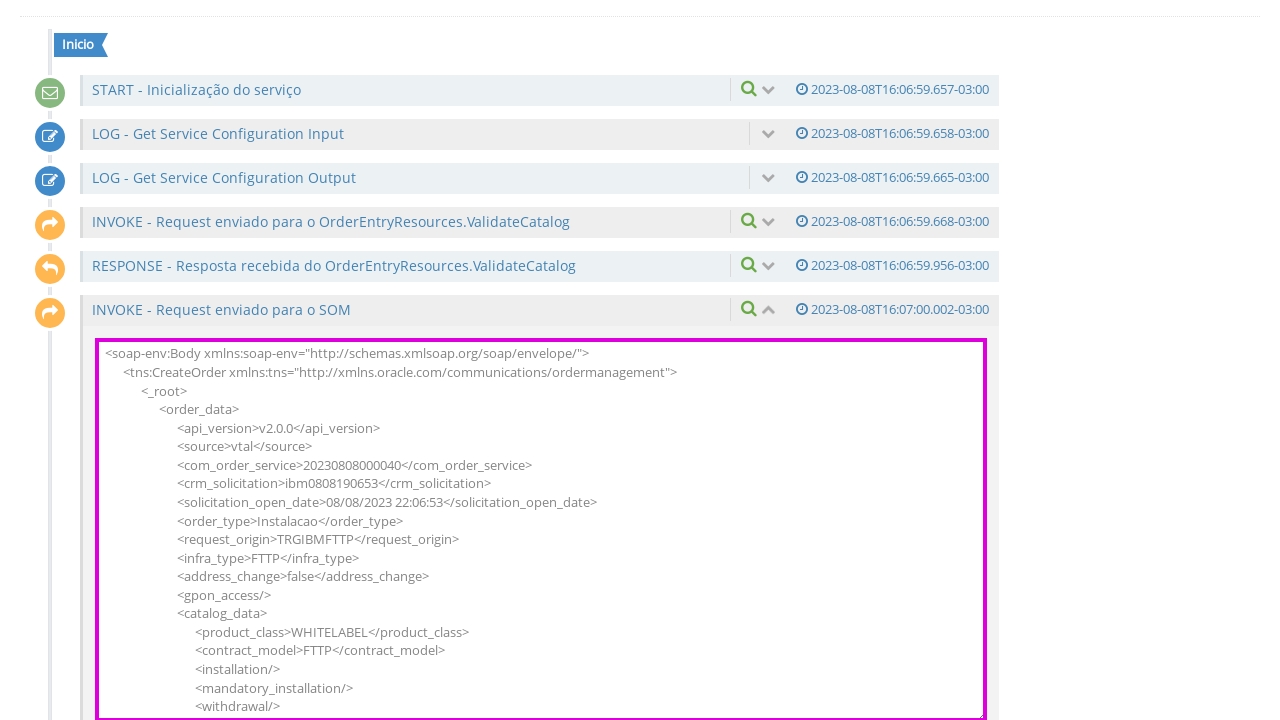 Inicio
START - Inicialização do serviço 2023-08-08T16:06:59.657-03:00
LOG - Get Service Configuration Input 2023-08-08T16:06:59.658-03:00
LOG - Get Service Configuration Output 2023-08-08T16:06:59.665-03:00
INVOKE - Request enviado para o OrderEntryResources.ValidateCatalog 2023-08-08T16:06:59.668-03:00
RESPONSE - Resposta recebida do OrderEntryResources.ValidateCatalog 2023-08-08T16:06:59.956-03:00
INVOKE - Request enviado para o SOM 2023-08-08T16:07:00.002-03:00
<soap-env:Body xmlns:soap-env="http://schemas.xmlsoap.org/soap/envelope/">
<tns:CreateOrder xmlns:tns="http://xmlns.oracle.com/communications/ordermanagement">
<_root>
<order_data>
<api_version>v2.0.0</api_version>
<source>vtal</source>
<com_order_service>20230808000040</com_order_service>
<crm_solicitation>ibm0808190653</crm_solicitation>
<solicitation_open_date>08/08/2023 22:06:53</solicitation_open_date>
<order_type>Instalacao</order_type>
<request_origin>TRGIBMFTTP</request_origin>
<infra_type>FTTP</infra_type>
<address_change>false</address_change>
<gpon_access/>
<catalog_data>
<product_class>WHITELABEL</product_class>
<contract_model>FTTP</contract_model>
<installation/>
<mandatory_installation/>
<withdrawal/>